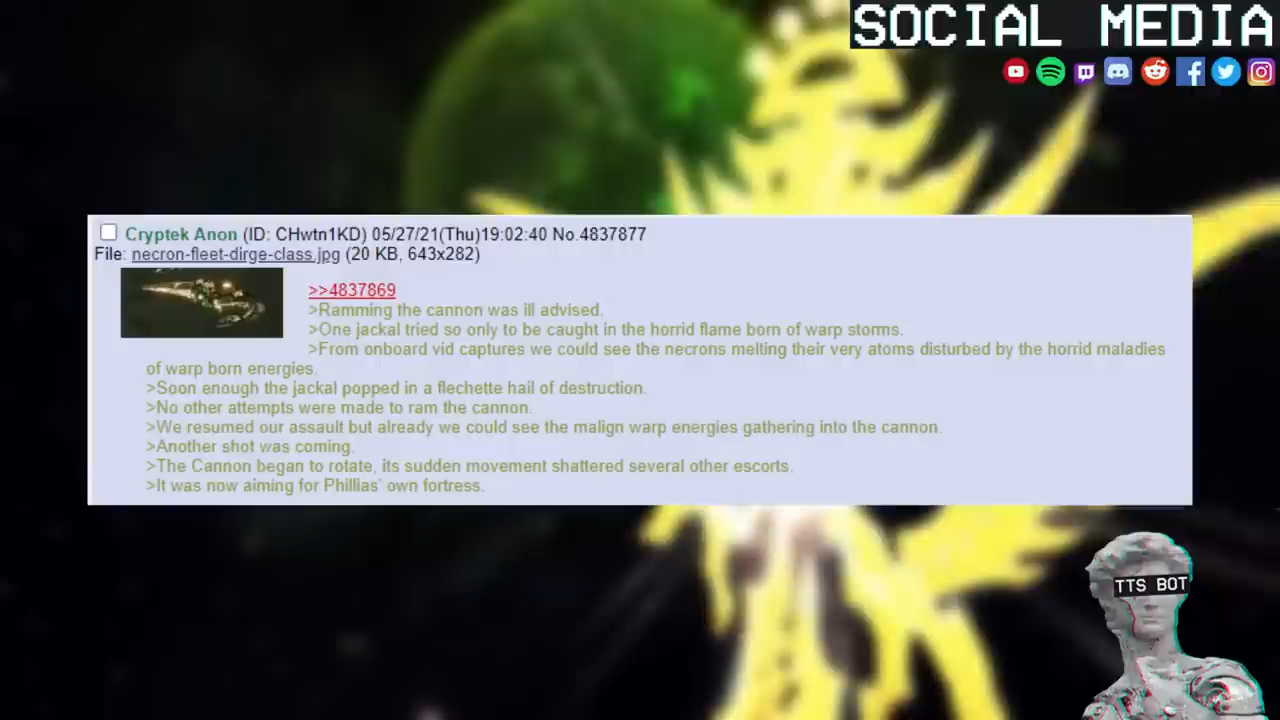 SOCIAL MEDIA
Cryptek Anon (ID: CHwtn1KD) 05/27/21(Thu)19:02:40 No.4837877
File: necron-fleet-dirge-class.jpg (20 KB, 643x282)
>>4837869
>Ramming the cannon was ill advised.
>One jackal tried so only to be caught in the horrid flame born of warp storms.
>From onboard vid captures we could see the necrons melting their very atoms disturbed by the horrid maladies
of warp born energies.
>Soon enough the jackal popped in a flechette hail of destruction.
>No other attempts were made to ram the cannon.
>We resumed our assault but already we could see the malign warp energies gathering into the cannon.
>Another shot was coming.
>The Cannon began to rotate, its sudden movement shattered several other escorts.
>It was now aiming for Phillias' own fortress.
TTS BOT